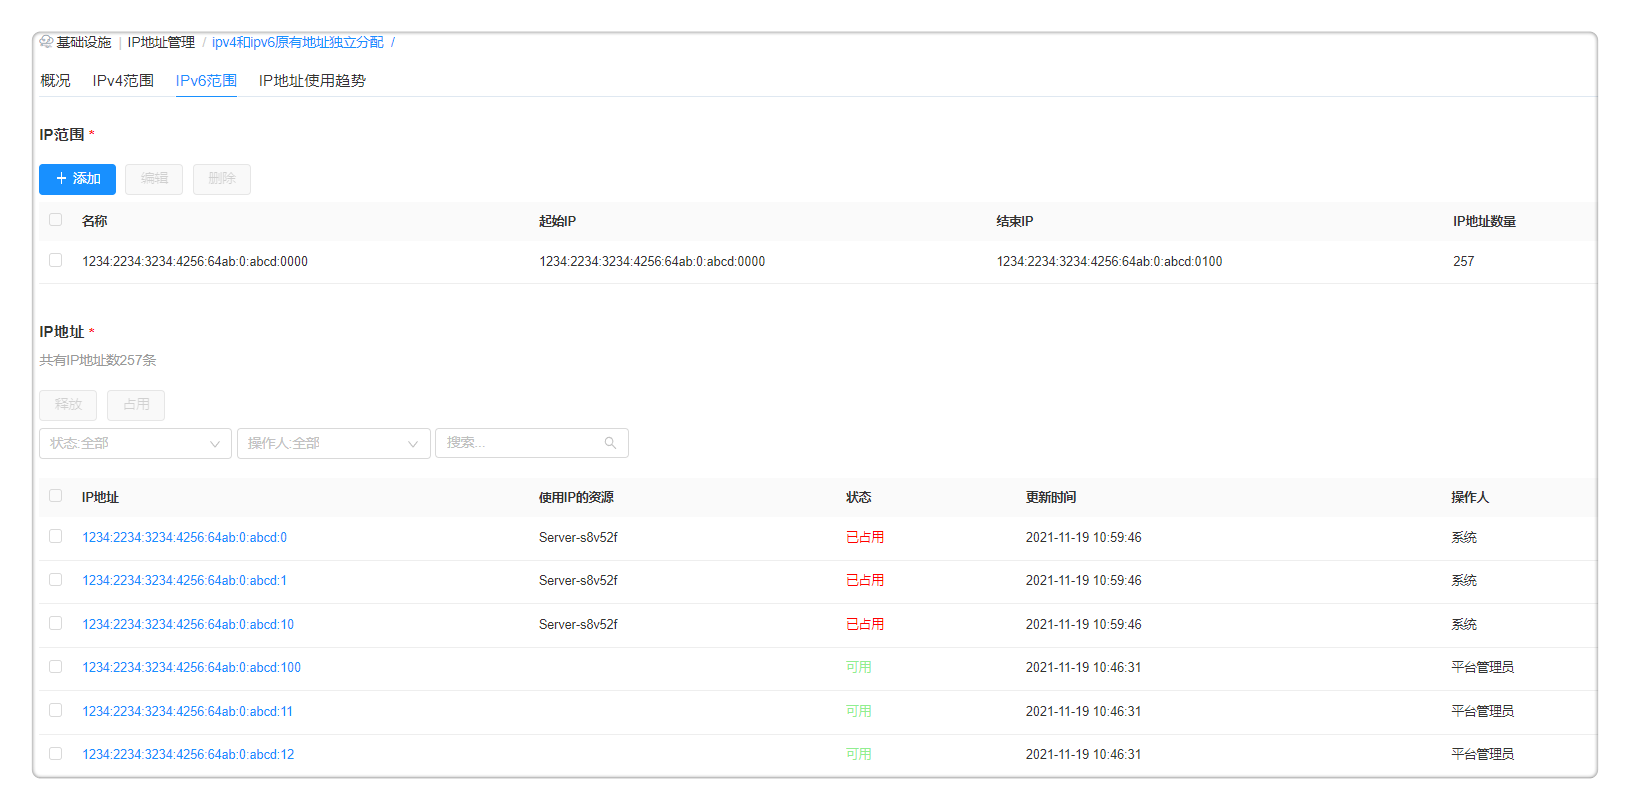 基础设施 | IP地址管理 / ipv4和ipv6原有地址独立分配 /
概况 IPv4范围 IPv6范围 IP地址使用趋势
IP范围 *
+ 添加 编辑 删除
名称 起始IP 结束IP IP地址数量
1234:2234:3234:4256:64ab:0:abcd:0000 1234:2234:3234:4256:64ab:0:abcd:0000 1234:2234:3234:4256:64ab:0:abcd:0100 257
IP地址 *
共有IP地址数257条
释放 占用
状态:全部 操作人:全部 搜索...
IP地址 使用IP的资源 状态 更新时间 操作人
1234:2234:3234:4256:64ab:0:abcd:0 Server-s8v52f 已占用 2021-11-19 10:59:46 系统
1234:2234:3234:4256:64ab:0:abcd:1 Server-s8v52f 已占用 2021-11-19 10:59:46 系统
1234:2234:3234:4256:64ab:0:abcd:10 Server-s8v52f 已占用 2021-11-19 10:59:46 系统
1234:2234:3234:4256:64ab:0:abcd:100 可用 2021-11-19 10:46:31 平台管理员
1234:2234:3234:4256:64ab:0:abcd:11 可用 2021-11-19 10:46:31 平台管理员
1234:2234:3234:4256:64ab:0:abcd:12 可用 2021-11-19 10:46:31 平台管理员